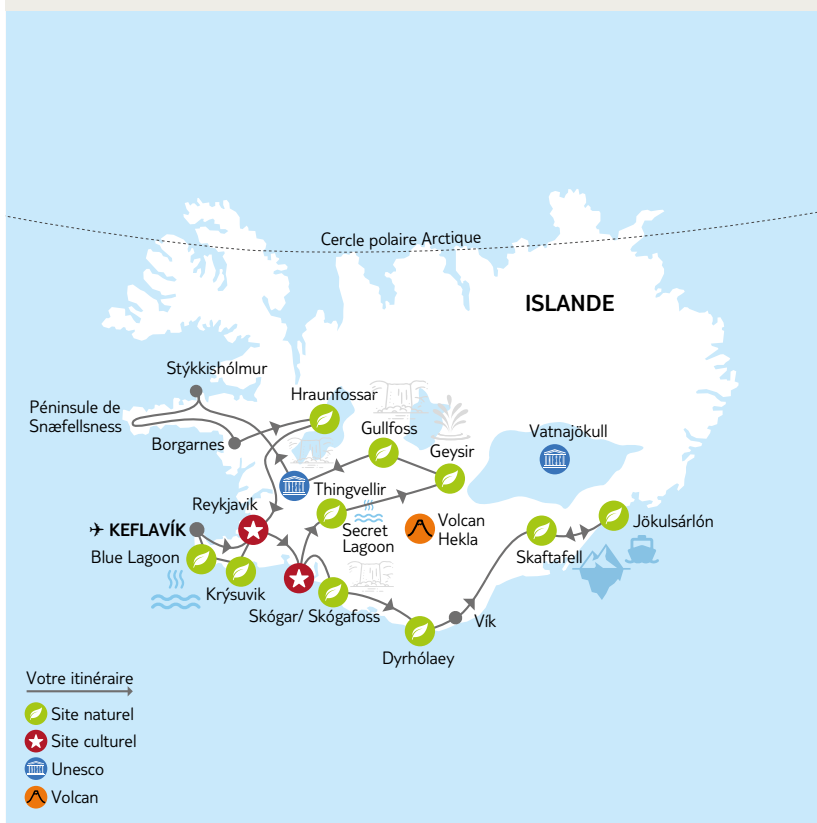 Cercle polaire Arctique
ISLANDE
Stýkkishólmur
Hraunfossar
Péninsule de
Snæfellsness
Gullfoss
Borgarnes
Vatnajökull
Geysir
Thingvellir
Reykjavik
KEFLAVÍK
Secret
Lagoon
Volcan
Hekla
Jökulsárlón
Blue Lagoon
Skaftafell
Krýsuvik
Skógar/ Skógafoss
Vík
Dyrhólaey
Votre itinéraire
Site naturel
Site culturel
Unesco
Volcan